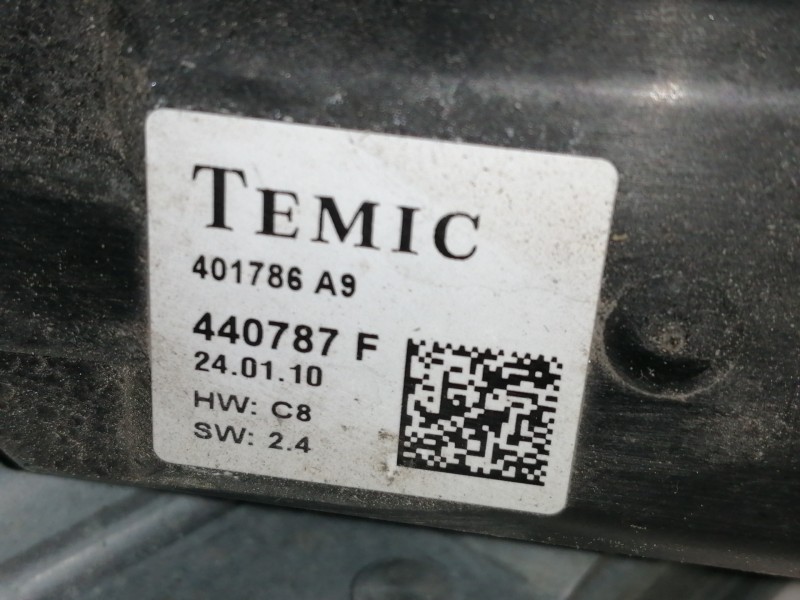 TEMIC
401786 A9
440787 F
24.01.10
HW: C8
SW: 2.4